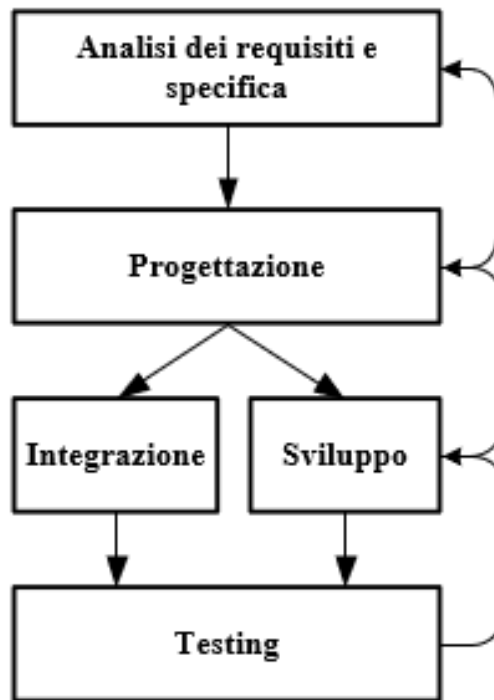 Analisi dei requisiti e
specifica
Progettazione
Integrazione
Sviluppo
Testing